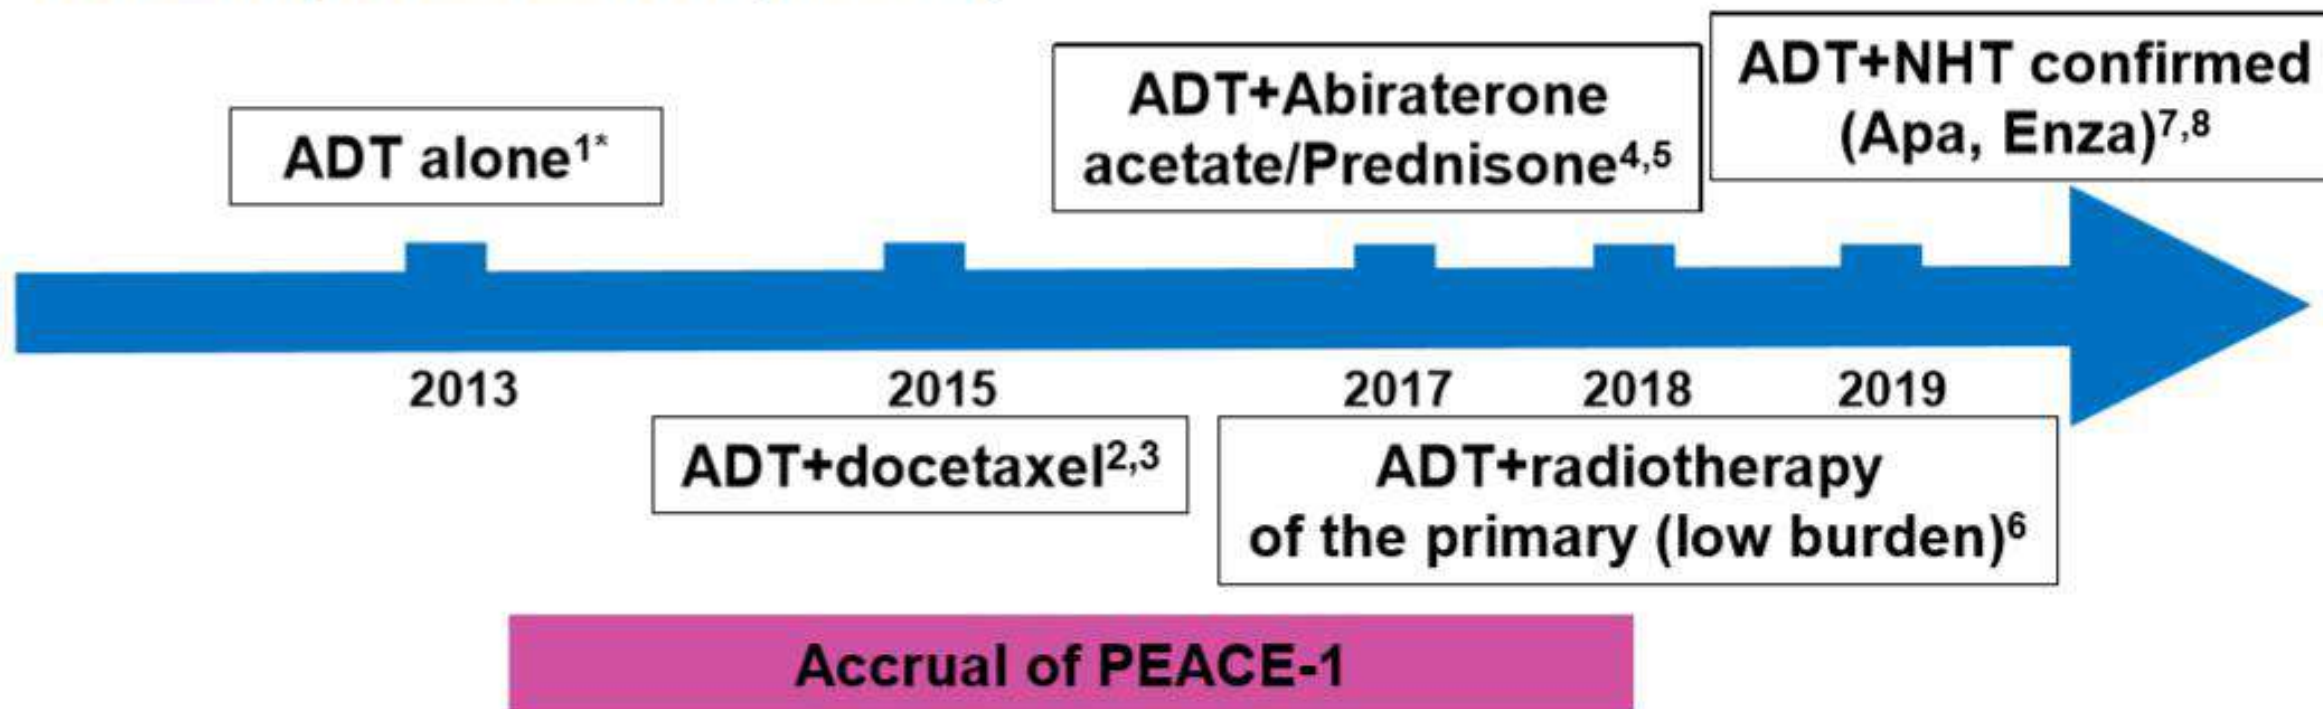 ADT alone¹*
ADT+Abiraterone
acetate/Prednisone⁴,⁵
ADT+NHT confirmed
(Apa, Enza)⁷,⁸
2013 2015 2017 2018 2019
ADT+docetaxel²,³
ADT+radiotherapy
of the primary (low burden)⁶
Accrual of PEACE-1